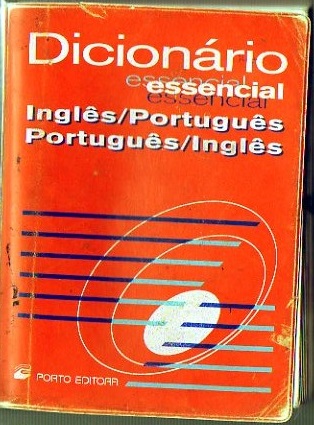 Dicionário
essencial
essencial
essencial
Inglês/Português
Português/Inglês
PORTO EDITORA